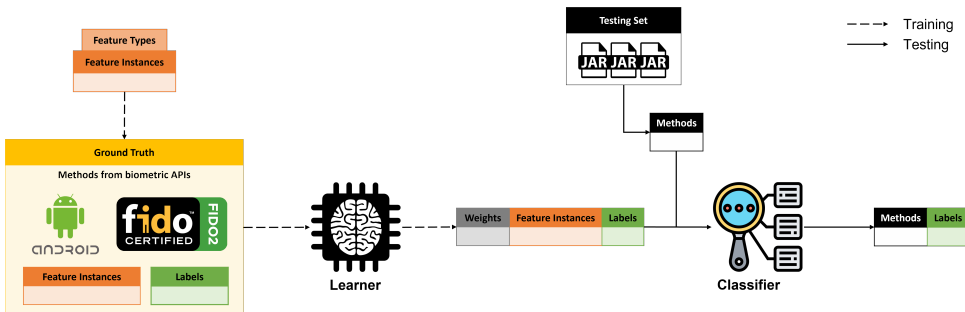 Feature Types
Feature Instances
Ground Truth
Methods from biometric APIs
ANDROID
fido™
CERTIFIED
FIDO2
Feature Instances
Labels
Learner
Weights
Feature Instances
Labels
Testing Set
JAR
JAR
JAR
Methods
Classifier
Methods
Labels
Training
Testing